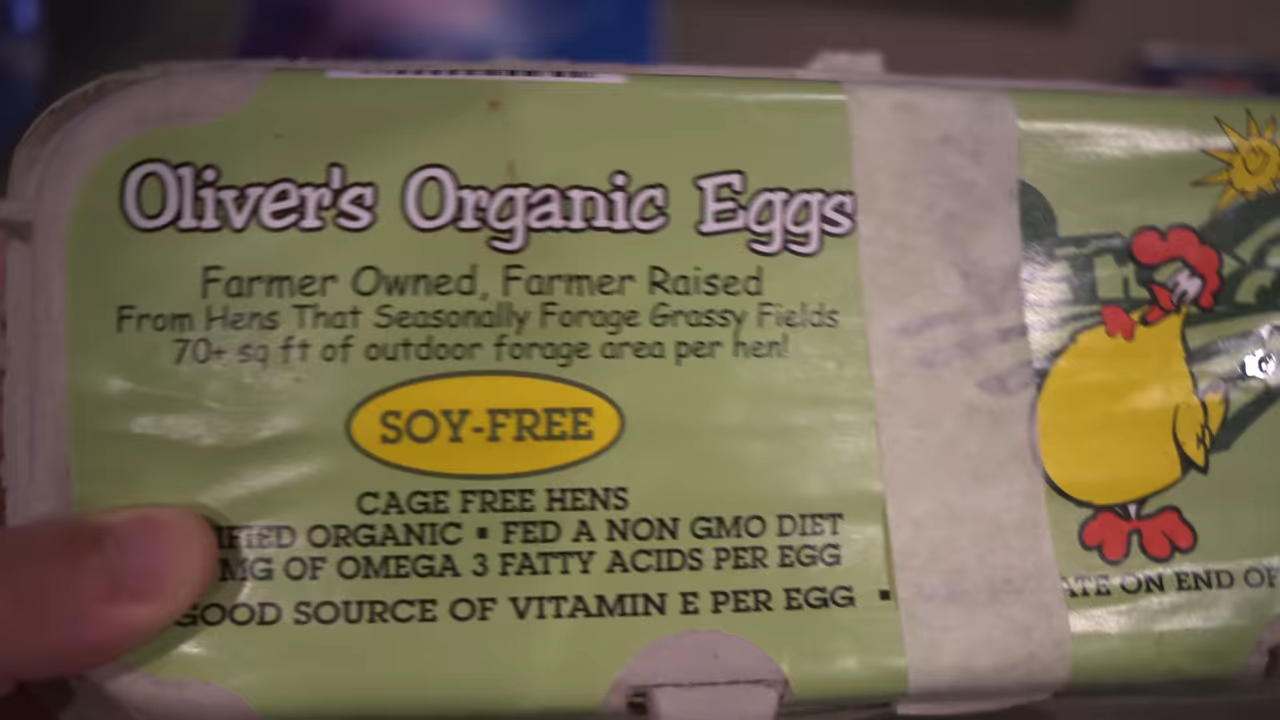 Oliver's Organic Eggs
Farmer Owned, Farmer Raised
From Hens That Seasonally Forage Grassy Fields
70+ sq ft of outdoor forage area per hen!
SOY-FREE
CAGE FREE HENS
IFIED ORGANIC ▪ FED A NON GMO DIET
MG OF OMEGA 3 FATTY ACIDS PER EGG
GOOD SOURCE OF VITAMIN E PER EGG ▪
ATE ON END OF